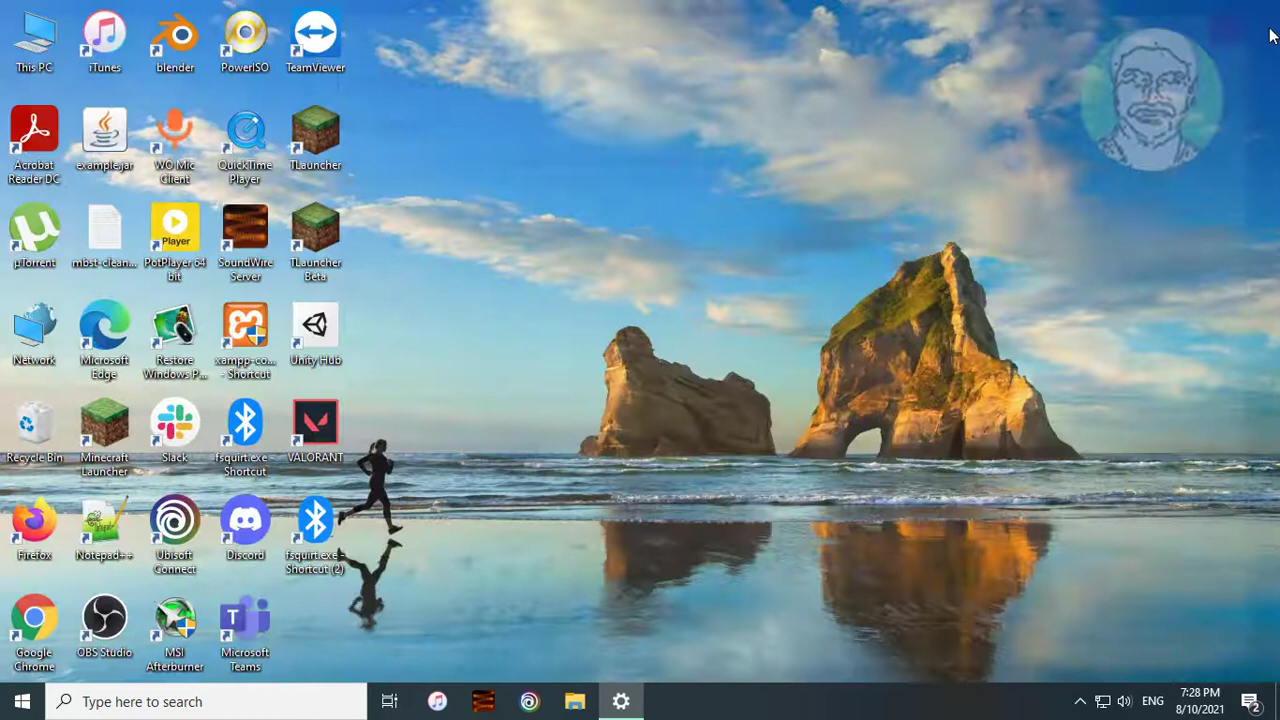 This PC
iTunes
blender
PowerISO
TeamViewer
Acrobat
Reader DC
example.jar
WO Mic
Client
QuickTime
Player
TLauncher
µTorrent
mbst-clean...
Player
PotPlayer 64
bit
SoundWire
Server
TLauncher
Beta
Network
Microsoft
Edge
Restore
Windows P...
xampp-co...
- Shortcut
Unity Hub
Recycle Bin
Minecraft
Launcher
Slack
fsquirt.exe -
Shortcut
VALORANT
Firefox
Notepad++
Ubisoft
Connect
Discord
fsquirt.exe -
Shortcut (2)
Google
Chrome
OBS Studio
MSI
Afterburner
Microsoft
Teams
Type here to search
ENG
7:28 PM
8/10/2021
2